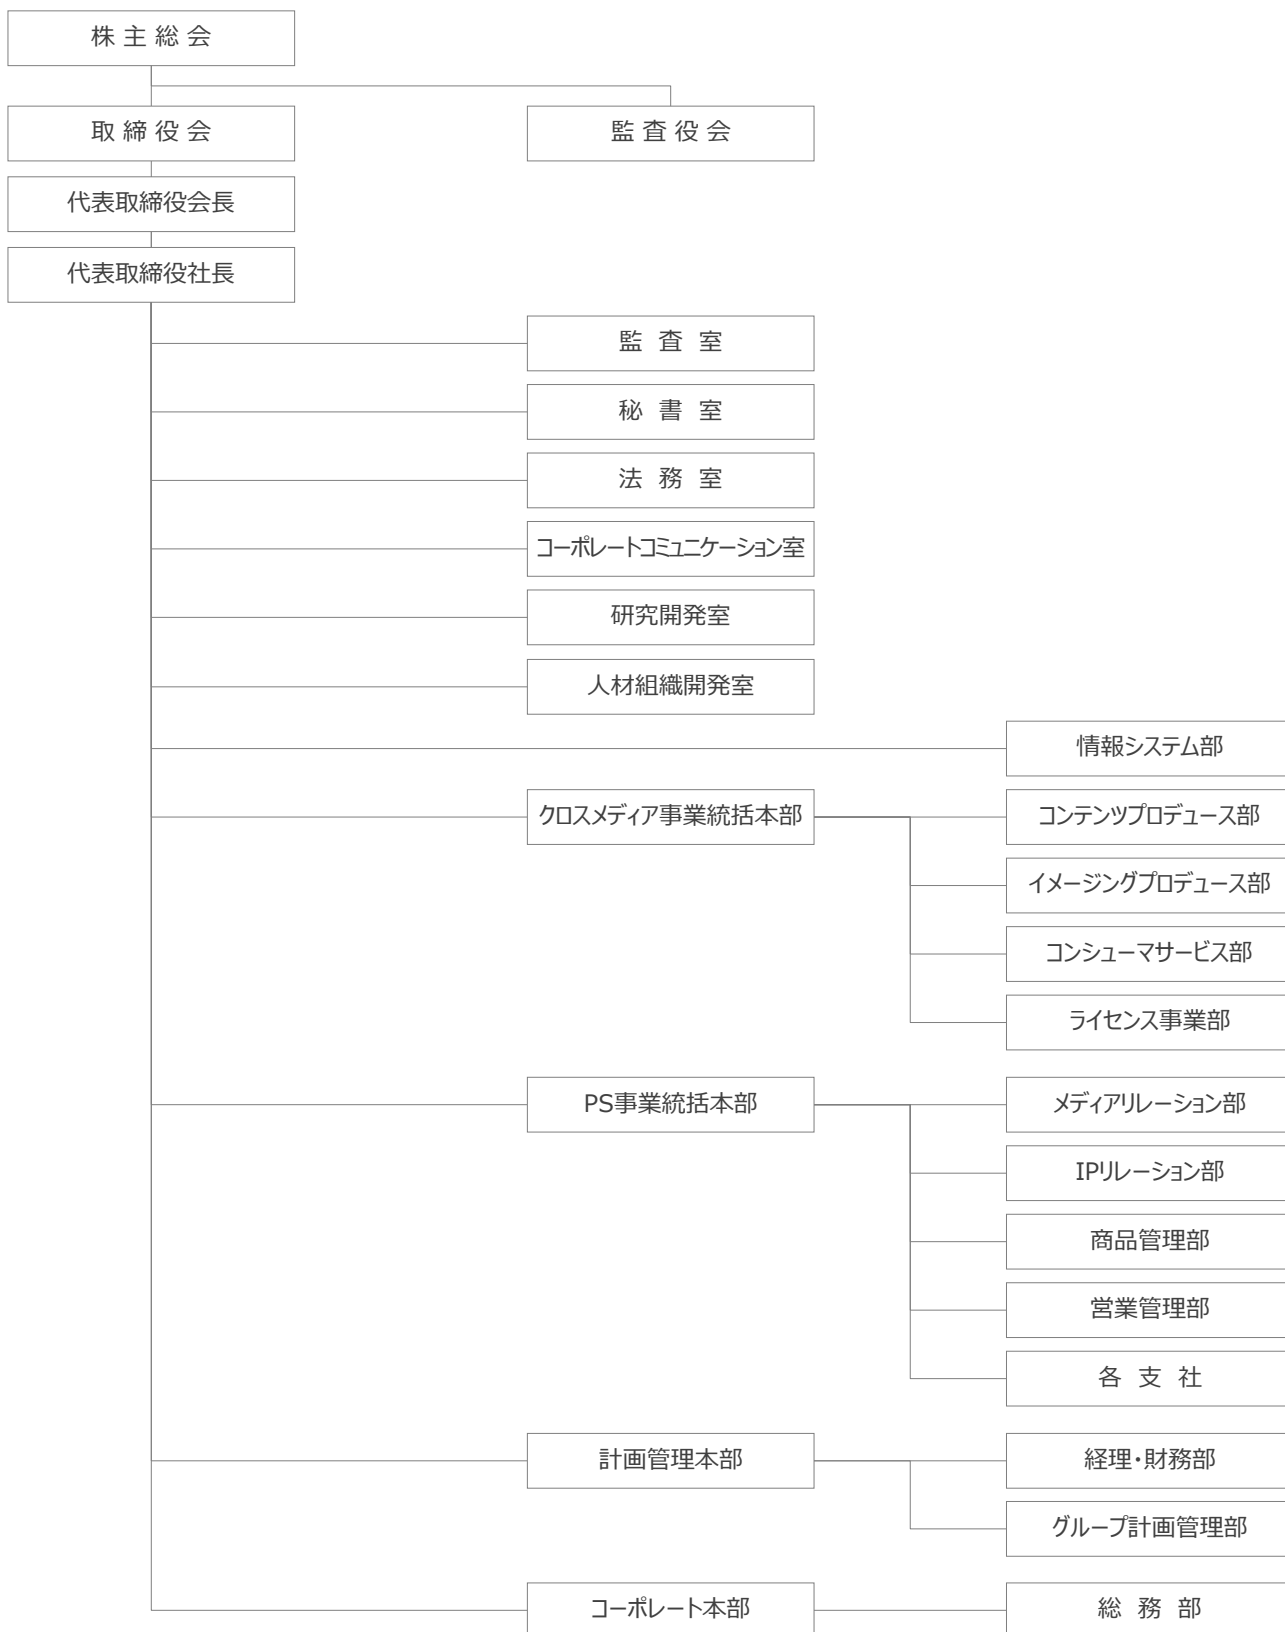 株 主 総 会
取 締 役 会
監 査 役 会
代表取締役会長
代表取締役社長
監 査 室
秘 書 室
法 務 室
コーポレートコミュニケーション室
研究開発室
人材組織開発室
情報システム部
クロスメディア事業統括本部
コンテンツプロデュース部
イメージングプロデュース部
コンシューマサービス部
ライセンス事業部
PS事業統括本部
メディアリレーション部
IPリレーション部
商品管理部
営業管理部
各 支 社
計画管理本部
経理・財務部
グループ計画管理部
コーポレート本部
総 務 部